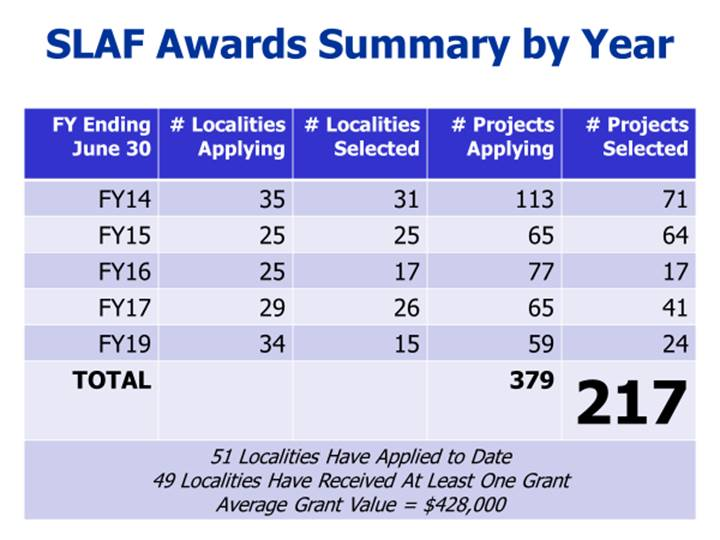 SLAF Awards Summary by Year
FY Ending June 30 # Localities Applying # Localities Selected # Projects Applying # Projects Selected
FY14 35 31 113 71
FY15 25 25 65 64
FY16 25 17 77 17
FY17 29 26 65 41
FY19 34 15 59 24
TOTAL 379 217
51 Localities Have Applied to Date
49 Localities Have Received At Least One Grant
Average Grant Value = $428,000